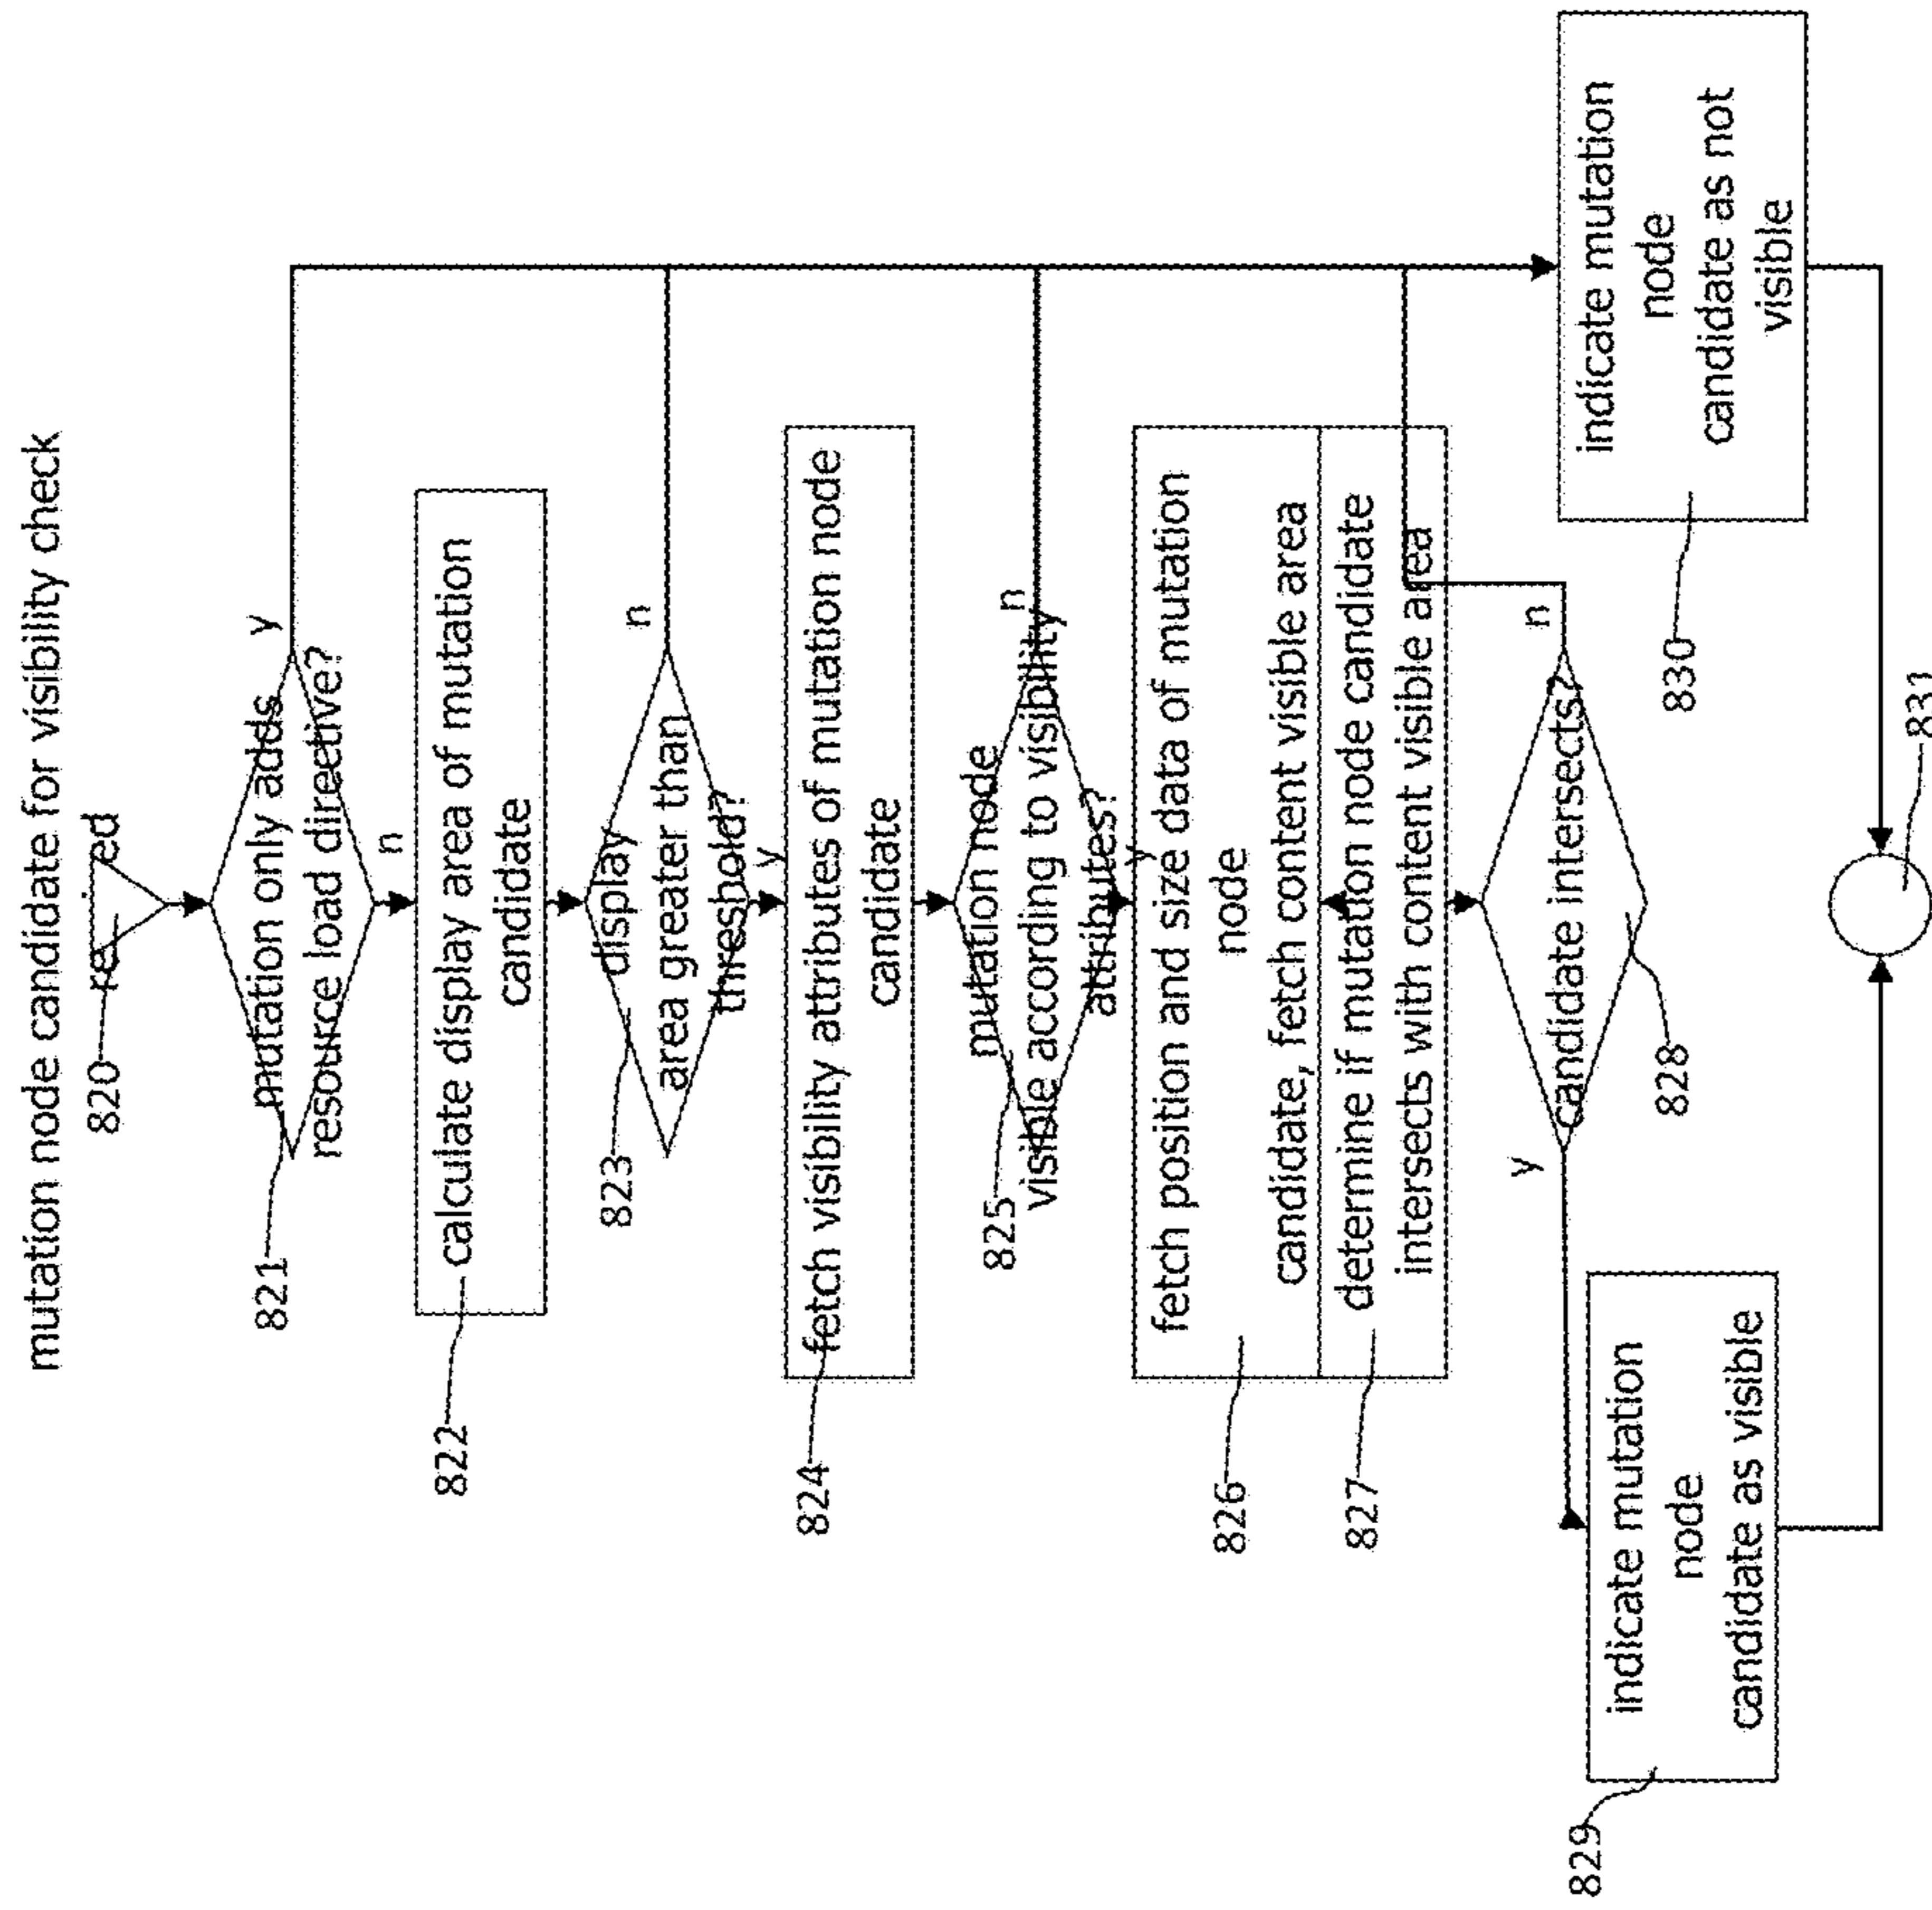 mutation node candidate for visibility check
820
821
mutation only adds
resource load directive?
y
n
822
calculate display area of mutation
candidate
823
display
area greater than
threshold?
n
y
824
fetch visibility attributes of mutation node
candidate
825
mutation node
visible according to visibility
attributes?
n
y
826
fetch position and size data of mutation
node
candidate, fetch content visible area
827
determine if mutation node candidate
intersects with content visible area
828
candidate intersects?
y
n
829
indicate mutation
node
candidate as visible
830
indicate mutation
node
candidate as not
visible
831